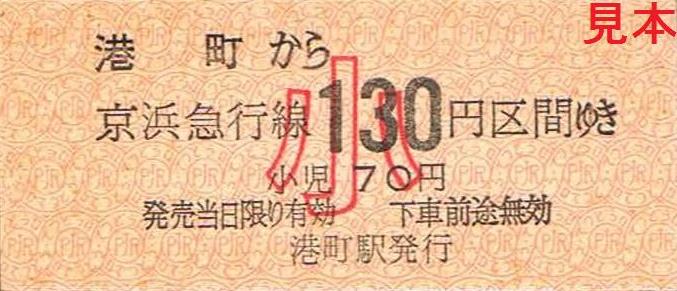 見本
港町から
京浜急行線130円区間ゆき
小
小児 70円
発売当日限り有効 下車前途無効
港町駅発行